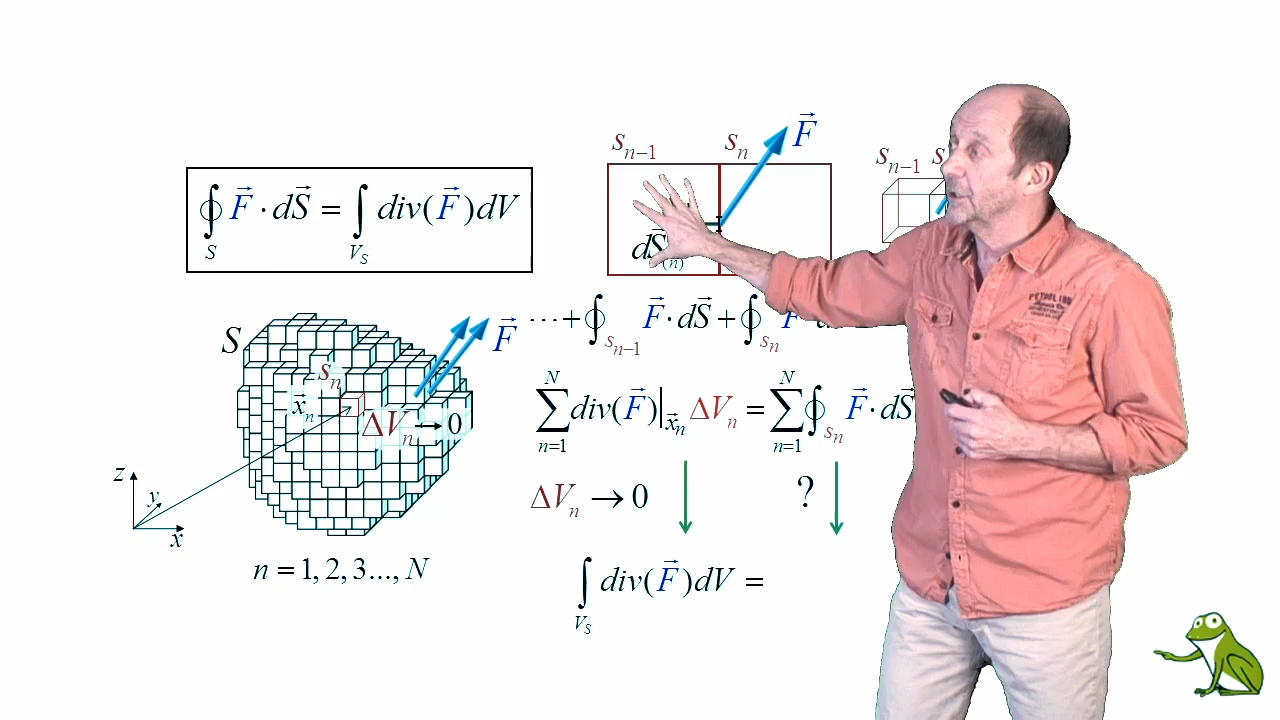 ∮_S F⃗ · dS⃗ = ∫_{V_S} div(F⃗)dV
s_{n−1} s_n F⃗
dS⃗_{(n)}
s_{n−1} s
S F⃗
s_n
x⃗_n
ΔV_n → 0
z
y
x
n = 1, 2, 3..., N
⋯ + ∮_{s_{n−1}} F⃗ · dS⃗ + ∮_{s_n} F⃗ · d
∑_{n=1}^{N} div(F⃗)|_{x⃗_n} ΔV_n = ∑_{n=1}^{N} ∮_{s_n} F⃗ · dS⃗
ΔV_n → 0 ?
∫_{V_S} div(F⃗)dV =